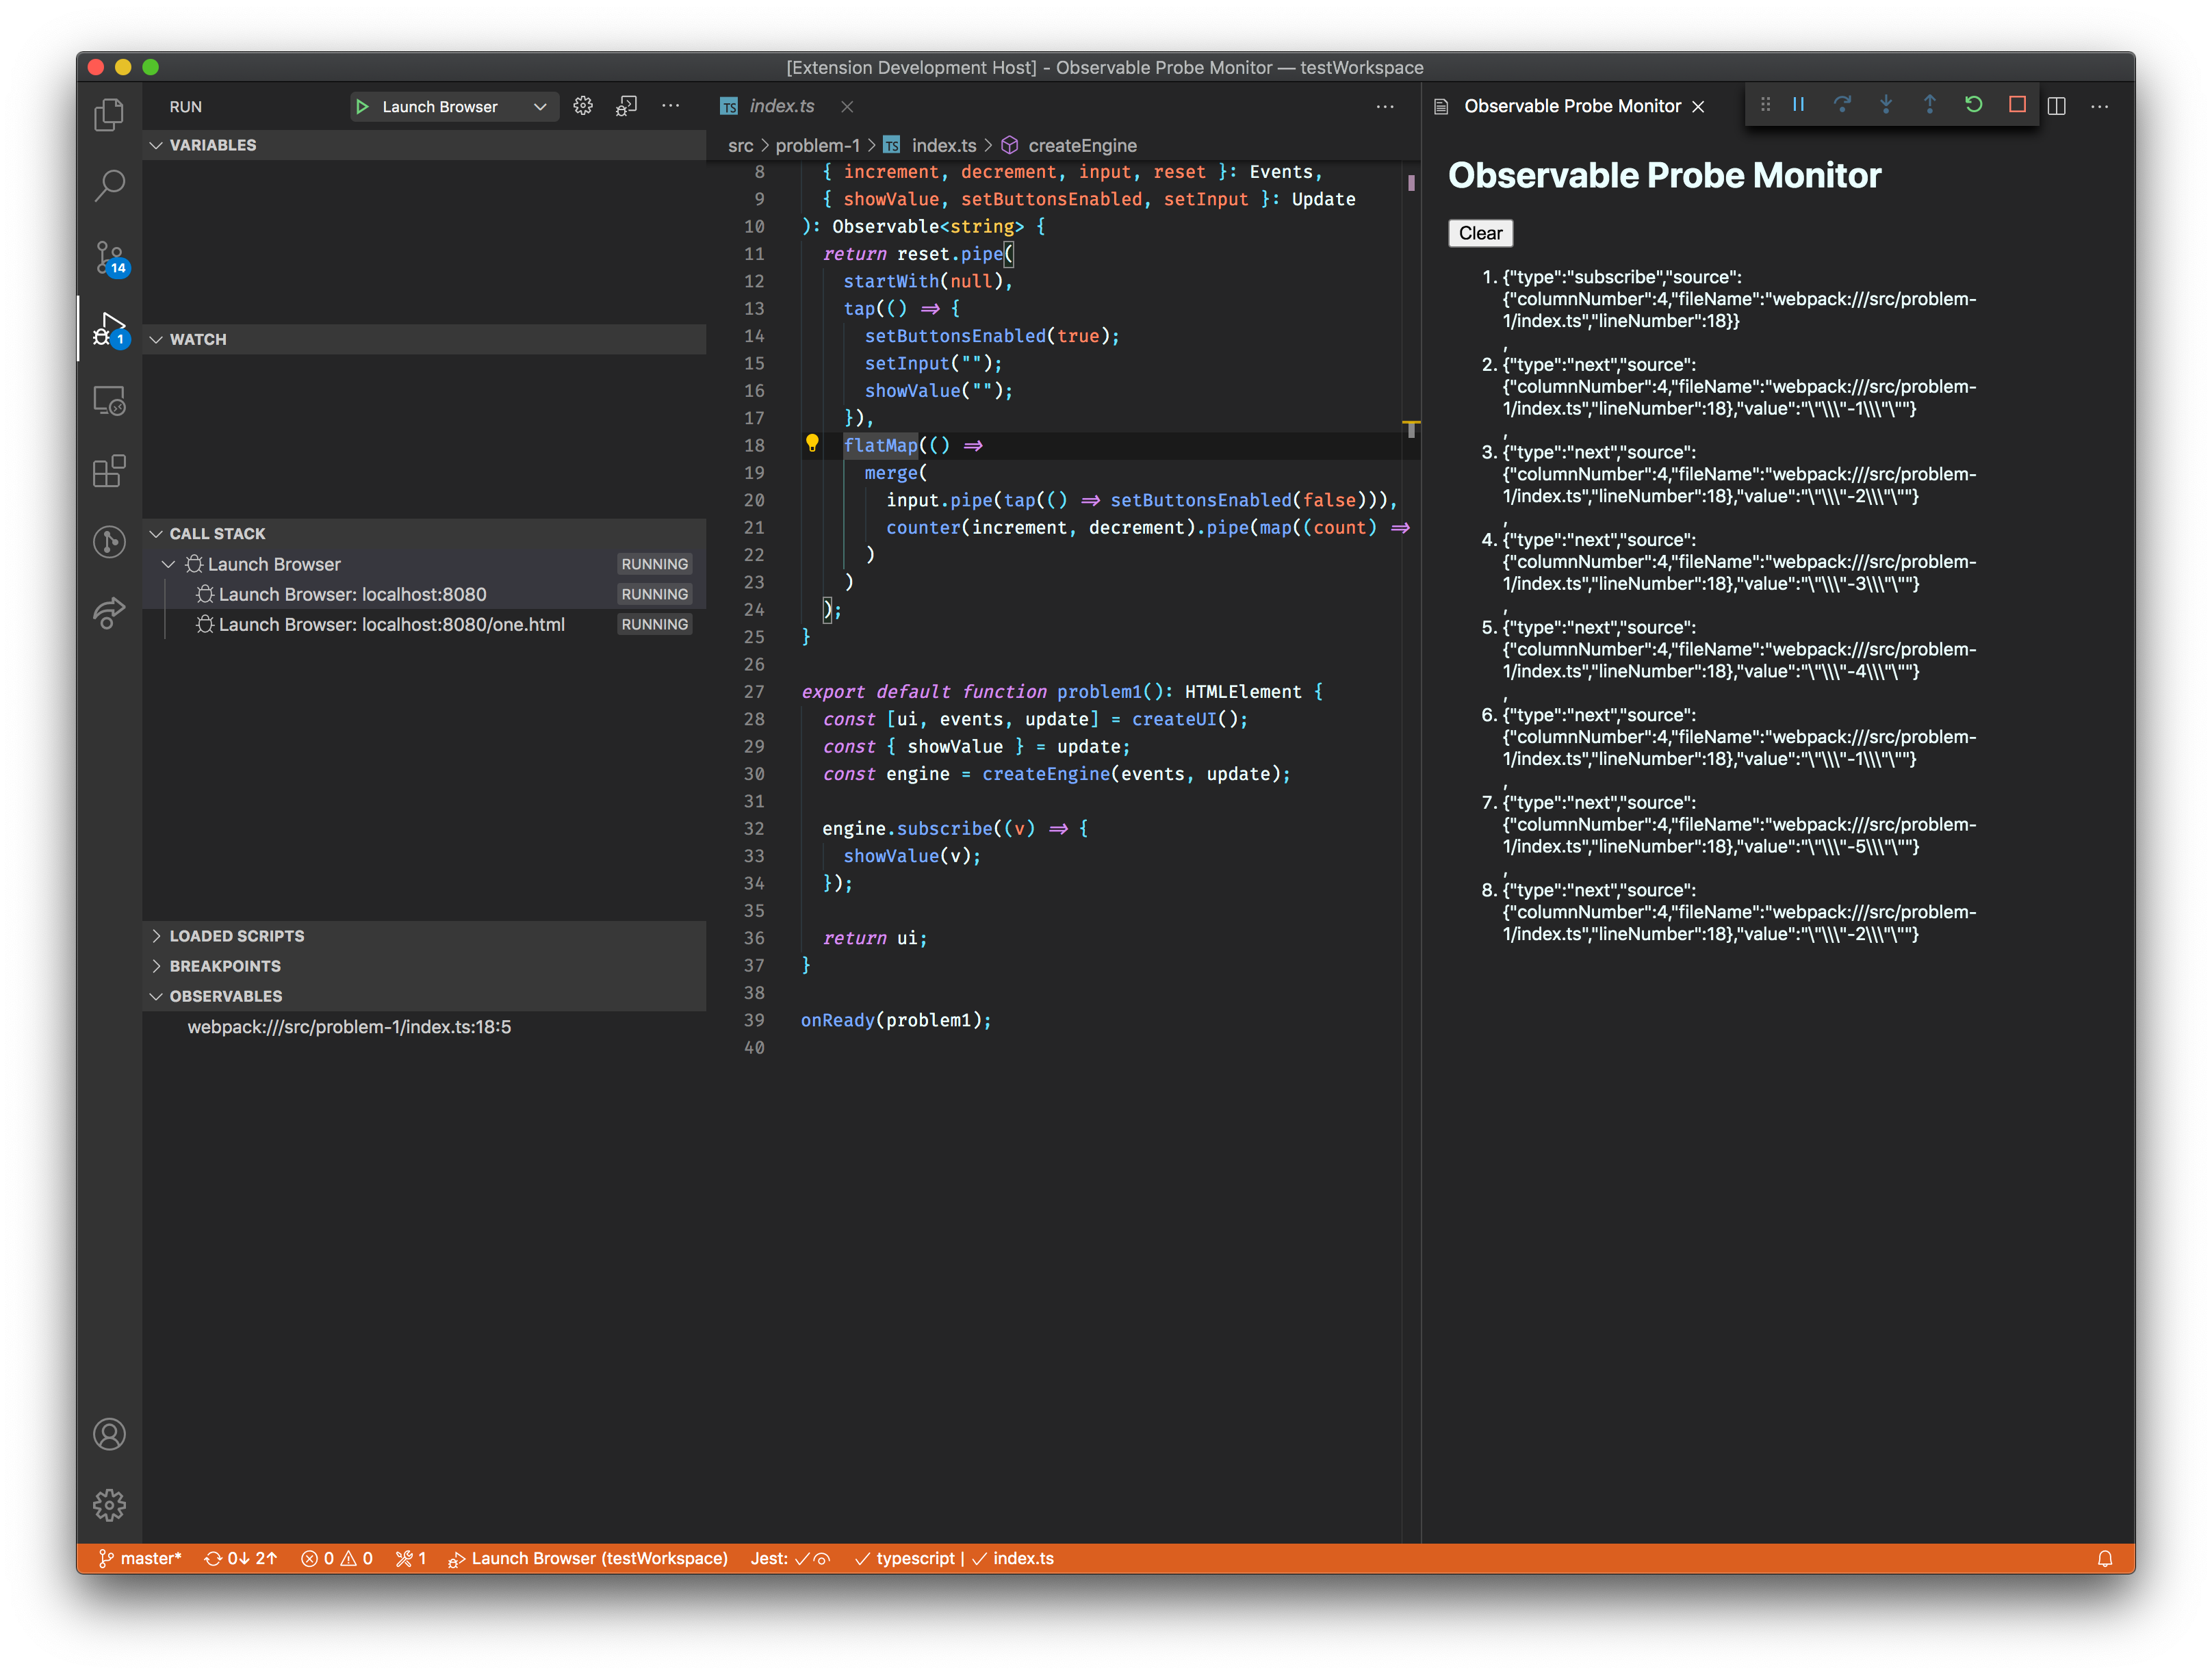 [Extension Development Host] - Observable Probe Monitor — testWorkspace
RUN
Launch Browser
VARIABLES
WATCH
CALL STACK
Launch Browser RUNNING
Launch Browser: localhost:8080 RUNNING
Launch Browser: localhost:8080/one.html RUNNING
LOADED SCRIPTS
BREAKPOINTS
OBSERVABLES
webpack:///src/problem-1/index.ts:18:5
14
1
TS index.ts
src > problem-1 > TS index.ts > createEngine
8 { increment, decrement, input, reset }: Events,
9 { showValue, setButtonsEnabled, setInput }: Update
10 ): Observable<string> {
11 return reset.pipe(
12 startWith(null),
13 tap(() => {
14 setButtonsEnabled(true);
15 setInput("");
16 showValue("");
17 }),
18 flatMap(() =>
19 merge(
20 input.pipe(tap(() => setButtonsEnabled(false))),
21 counter(increment, decrement).pipe(map((count) =>
22 )
23 )
24 );
25 }
26
27 export default function problem1(): HTMLElement {
28 const [ui, events, update] = createUI();
29 const { showValue } = update;
30 const engine = createEngine(events, update);
31
32 engine.subscribe((v) => {
33 showValue(v);
34 });
35
36 return ui;
37 }
38
39 onReady(problem1);
40
Observable Probe Monitor
Observable Probe Monitor
Clear
1. {"type":"subscribe","source":
{"columnNumber":4,"fileName":"webpack:///src/problem-
1/index.ts","lineNumber":18}}
,
2. {"type":"next","source":
{"columnNumber":4,"fileName":"webpack:///src/problem-
1/index.ts","lineNumber":18},"value":"\"\\\"-1\\\"\""}
,
3. {"type":"next","source":
{"columnNumber":4,"fileName":"webpack:///src/problem-
1/index.ts","lineNumber":18},"value":"\"\\\"-2\\\"\""}
,
4. {"type":"next","source":
{"columnNumber":4,"fileName":"webpack:///src/problem-
1/index.ts","lineNumber":18},"value":"\"\\\"-3\\\"\""}
,
5. {"type":"next","source":
{"columnNumber":4,"fileName":"webpack:///src/problem-
1/index.ts","lineNumber":18},"value":"\"\\\"-4\\\"\""}
,
6. {"type":"next","source":
{"columnNumber":4,"fileName":"webpack:///src/problem-
1/index.ts","lineNumber":18},"value":"\"\\\"-1\\\"\""}
,
7. {"type":"next","source":
{"columnNumber":4,"fileName":"webpack:///src/problem-
1/index.ts","lineNumber":18},"value":"\"\\\"-5\\\"\""}
,
8. {"type":"next","source":
{"columnNumber":4,"fileName":"webpack:///src/problem-
1/index.ts","lineNumber":18},"value":"\"\\\"-2\\\"\""}
master* 0↓ 2↑ 0 0 1 Launch Browser (testWorkspace) Jest: ✓ ✓ typescript | ✓ index.ts